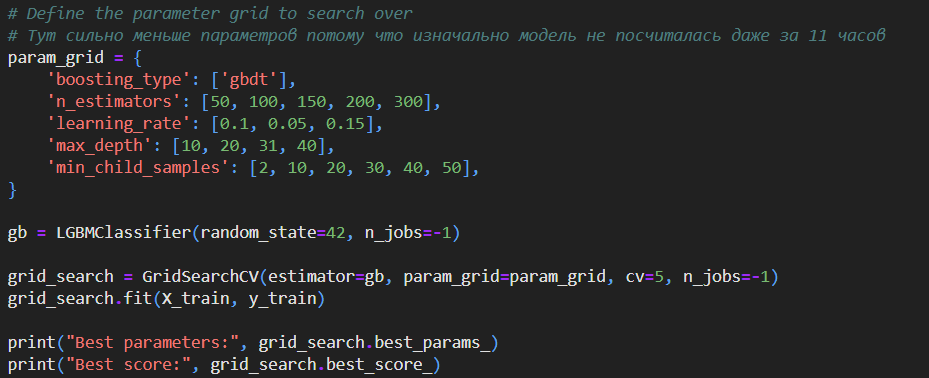 # Define the parameter grid to search over
# Тут сильно меньше параметров потому что изначально модель не посчиталась даже за 11 часов
param_grid = {
    'boosting_type': ['gbdt'],
    'n_estimators': [50, 100, 150, 200, 300],
    'learning_rate': [0.1, 0.05, 0.15],
    'max_depth': [10, 20, 31, 40],
    'min_child_samples': [2, 10, 20, 30, 40, 50],
}
gb = LGBMClassifier(random_state=42, n_jobs=-1)
grid_search = GridSearchCV(estimator=gb, param_grid=param_grid, cv=5, n_jobs=-1)
grid_search.fit(X_train, y_train)
print("Best parameters:", grid_search.best_params_)
print("Best score:", grid_search.best_score_)